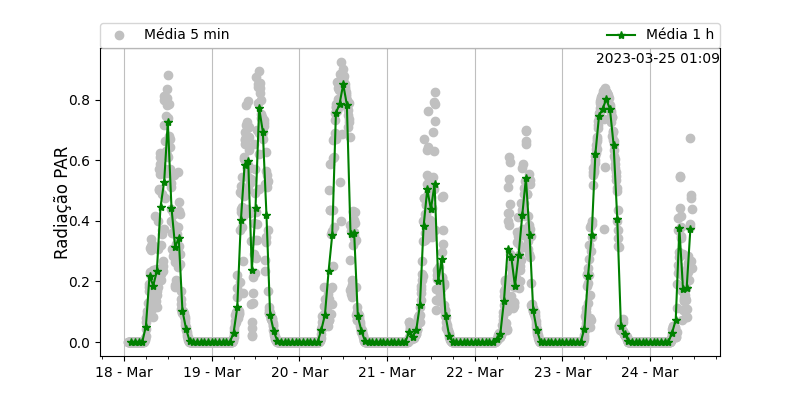 Média 5 min
Média 1 h
2023-03-25 01:09
Radiação PAR
0.8
0.6
0.4
0.2
0.0
18 - Mar
19 - Mar
20 - Mar
21 - Mar
22 - Mar
23 - Mar
24 - Mar